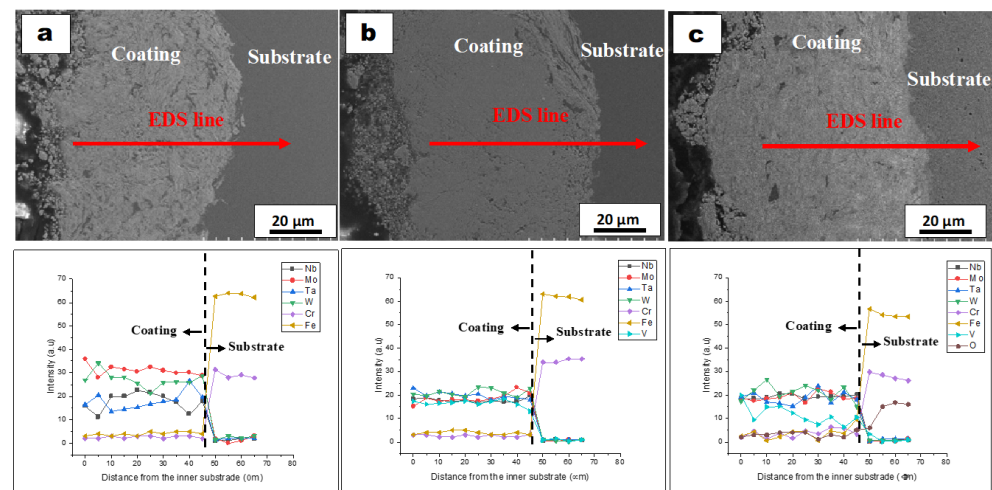 a
Coating
Substrate
EDS line
20 µm
b
Coating
Substrate
EDS line
20 µm
c
Coating
Substrate
EDS line
20 µm
70
60
50
40
30
20
10
0
Intensity (a.u)
Coating
Substrate
Nb
Mo
Ta
W
Cr
Fe
0 10 20 30 40 50 60 70 80
Distance from the inner substrade (◊m)
70
60
50
40
30
20
10
0
Intensity (a.u)
Coating
Substrate
Nb
Mo
Ta
W
Cr
Fe
V
0 10 20 30 40 50 60 70 80
Distance from the inner substrade (∝m)
70
60
50
40
30
20
10
0
Intensity (a.u)
Coating
Substrate
Nb
Mo
Ta
W
Cr
Fe
V
O
0 10 20 30 40 50 60 70 80
Distance from the inner substrade